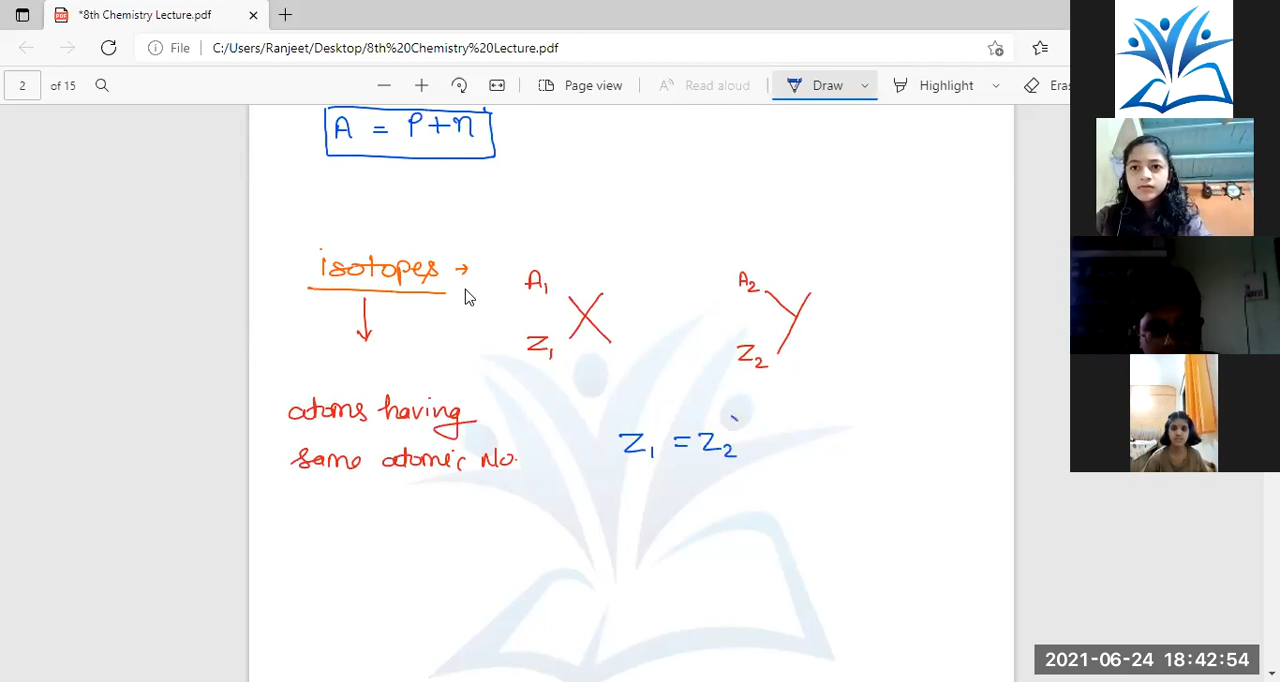 *8th Chemistry Lecture.pdf
File C:/Users/Ranjeet/Desktop/8th%20Chemistry%20Lecture.pdf
2 of 15 Page view Read aloud Draw Highlight Eras
A = P+n
isotopes →
A1 X
Z1
A2 Y
Z2
atoms having
same atomic No.
Z1 = Z2
2021-06-24 18:42:54